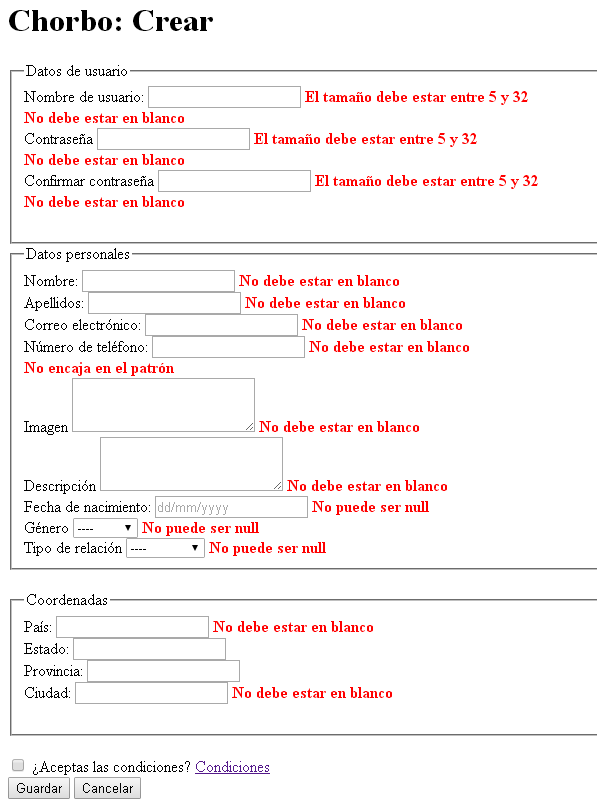 Chorbo: Crear
Datos de usuario
Nombre de usuario: El tamaño debe estar entre 5 y 32
No debe estar en blanco
Contraseña El tamaño debe estar entre 5 y 32
No debe estar en blanco
Confirmar contraseña El tamaño debe estar entre 5 y 32
No debe estar en blanco
Datos personales
Nombre: No debe estar en blanco
Apellidos: No debe estar en blanco
Correo electrónico: No debe estar en blanco
Número de teléfono: No debe estar en blanco
No encaja en el patrón
Imagen No debe estar en blanco
Descripción No debe estar en blanco
Fecha de nacimiento: dd/mm/yyyy No puede ser null
Género ---- No puede ser null
Tipo de relación ---- No puede ser null
Coordenadas
País: No debe estar en blanco
Estado:
Provincia:
Ciudad: No debe estar en blanco
¿Aceptas las condiciones? Condiciones
Guardar Cancelar